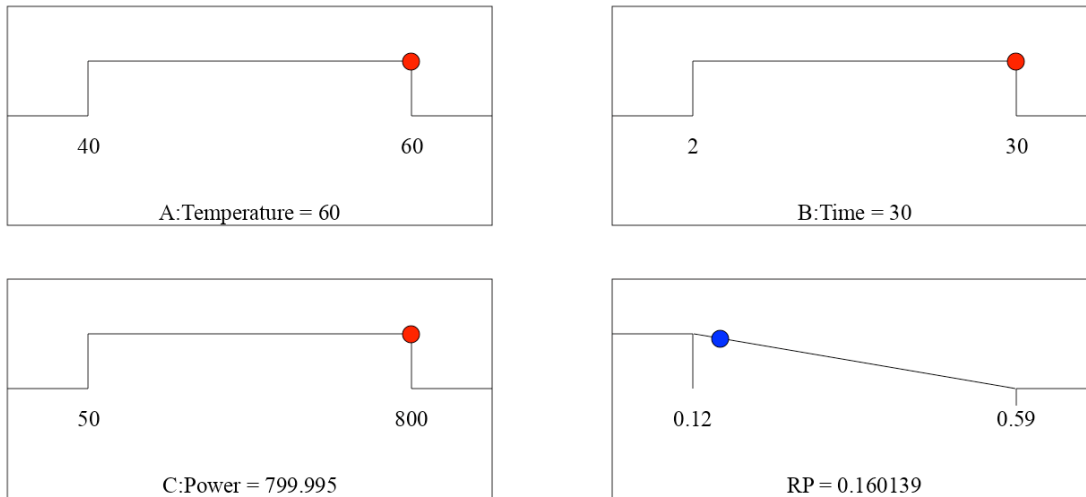 40 60
A:Temperature = 60
2 30
B:Time = 30
50 800
C:Power = 799.995
0.12 0.59
RP = 0.160139